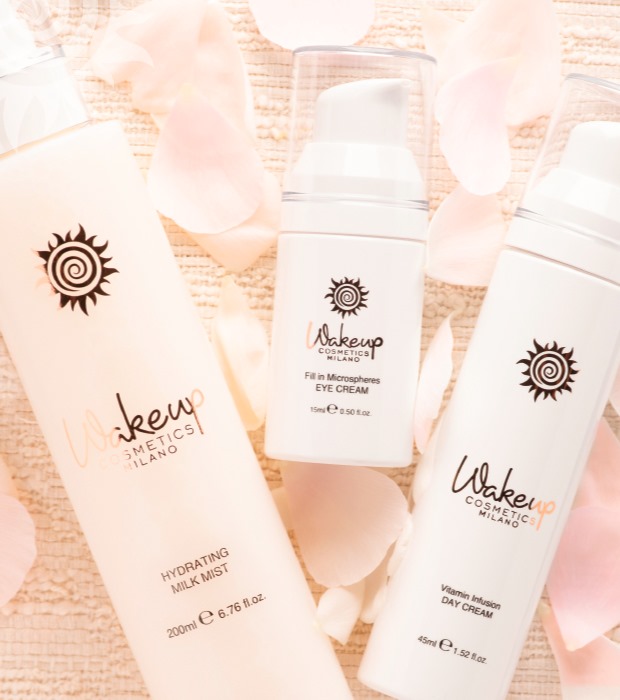 Wakeup
COSMETICS
MILANO
HYDRATING
MILK MIST
200ml ℮ 6.76 fl.oz.
Wakeup
COSMETICS
MILANO
Fill in Microspheres
EYE CREAM
15ml ℮ 0.50 fl.oz.
Wakeup
COSMETICS
MILANO
Vitamin Infusion
DAY CREAM
45ml ℮ 1.52 fl.oz.